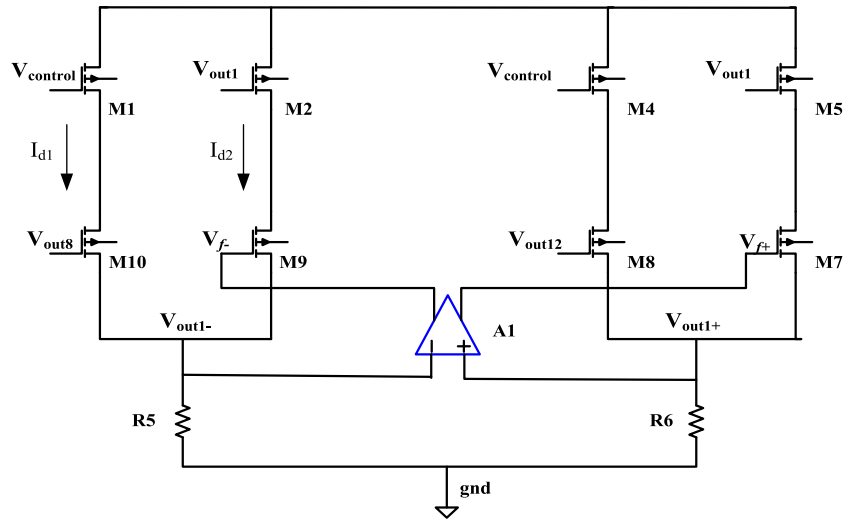 Vcontrol
Vout1
Vcontrol
Vout1
M1
M2
M4
M5
Id1
Id2
Vout8
Vf-
Vout12
Vf+
M10
M9
M8
M7
Vout1-
A1
Vout1+
- +
R5
R6
gnd